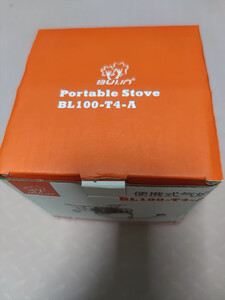 BULIN
Portable Stove
BL100-T4-A
便携式气炉
BL100-T4-A